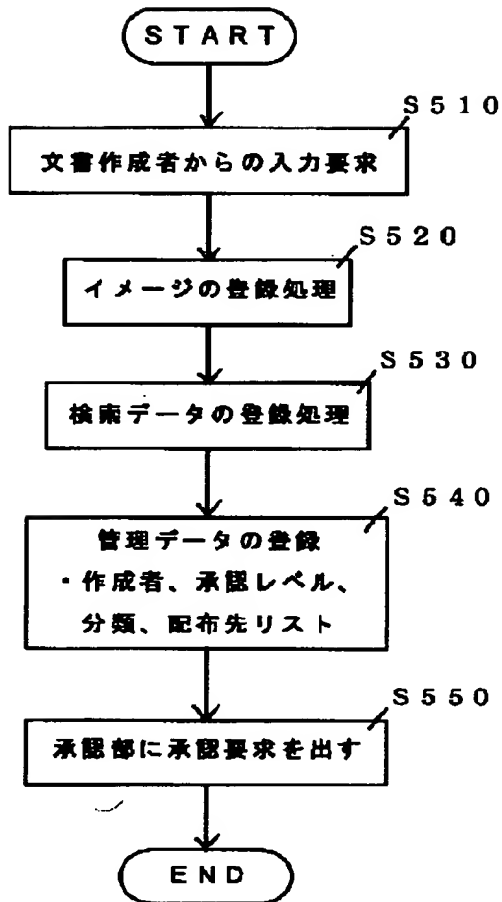 START
S510
文書作成者からの入力要求
S520
イメージの登録処理
S530
検索データの登録処理
S540
管理データの登録
・作成者、承認レベル、
分類、配布先リスト
S550
承認部に承認要求を出す
END